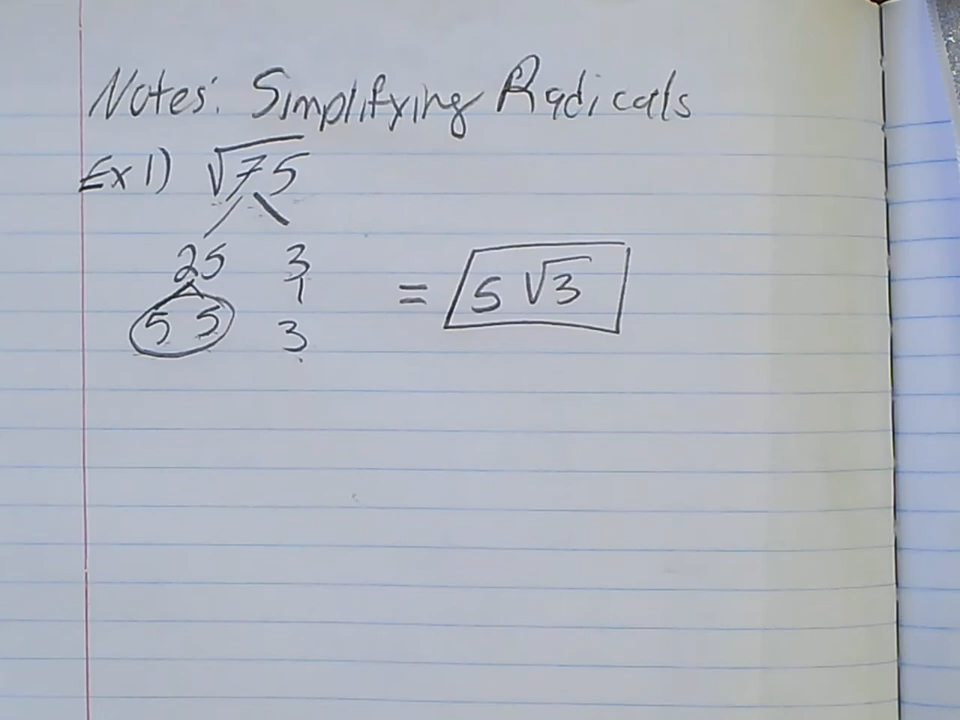 Notes: Simplifying Radicals
Ex 1) √75
25 3
5 5 3
= 5 √3